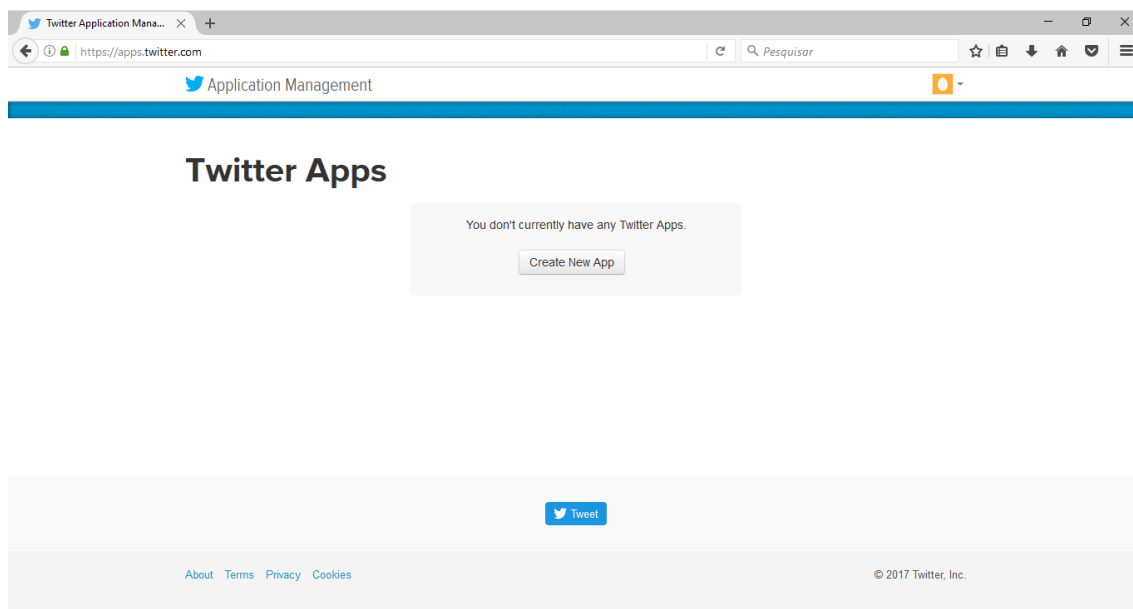 Twitter Application Mana...
https://apps.twitter.com
Pesquisar
Application Management
Twitter Apps
You don't currently have any Twitter Apps.
Create New App
Tweet
About Terms Privacy Cookies
© 2017 Twitter, Inc.